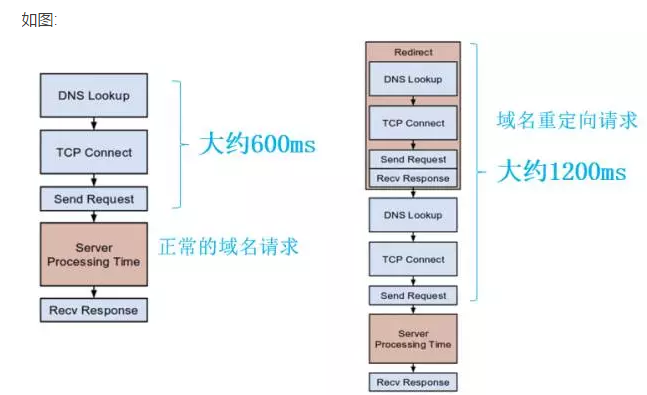 如图:
DNS Lookup
TCP Connect
Send Request
大约600ms
Server
Processing Time
正常的域名请求
Recv Response
Redirect
DNS Lookup
TCP Connect
Send Request
Recv Response
域名重定向请求
大约1200ms
DNS Lookup
TCP Connect
Send Request
Server
Processing Time
Recv Response